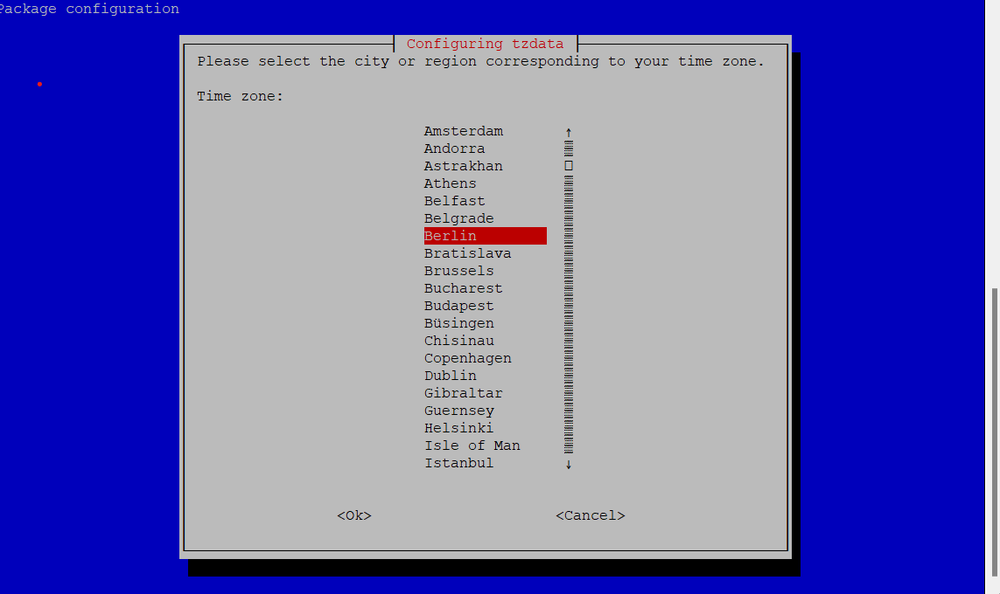 Package configuration
Configuring tzdata
Please select the city or region corresponding to your time zone.
Time zone:
Amsterdam
Andorra
Astrakhan
Athens
Belfast
Belgrade
Berlin
Bratislava
Brussels
Bucharest
Budapest
Büsingen
Chisinau
Copenhagen
Dublin
Gibraltar
Guernsey
Helsinki
Isle of Man
Istanbul
<Ok> <Cancel>